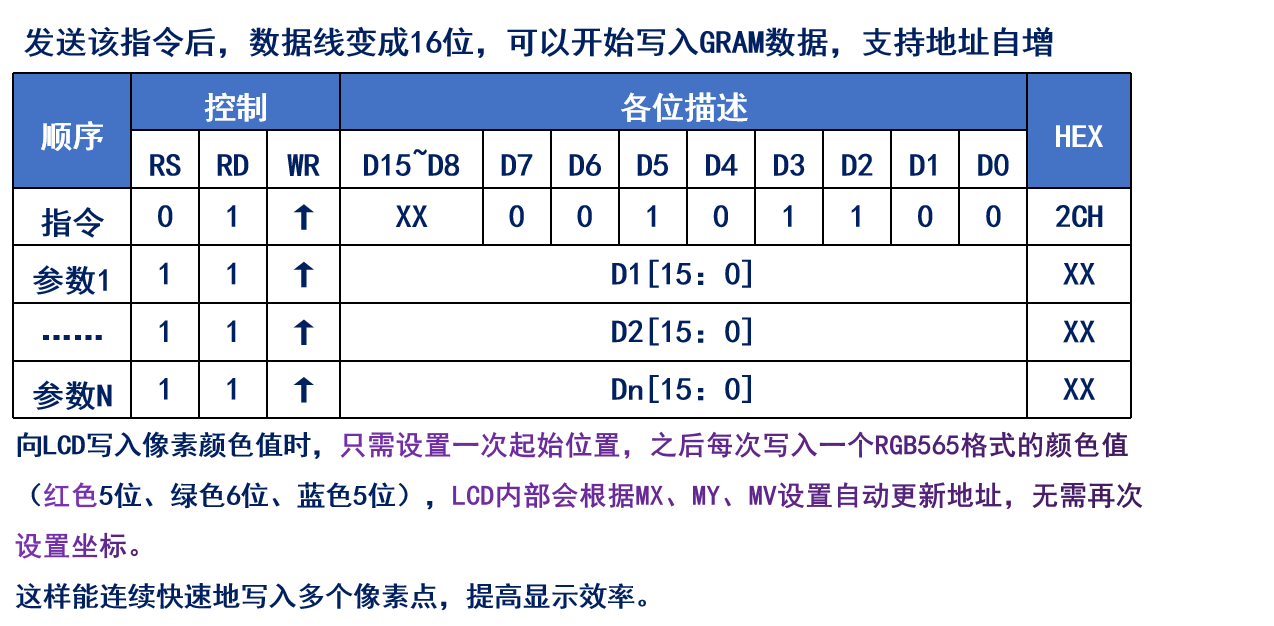 发送该指令后，数据线变成16位，可以开始写入GRAM数据，支持地址自增
顺序 控制 各位描述 HEX
RS RD WR D15~D8 D7 D6 D5 D4 D3 D2 D1 D0
指令 0 1 ↑ XX 0 0 1 0 1 1 0 0 2CH
参数1 1 1 ↑ D1[15：0] XX
…… 1 1 ↑ D2[15：0] XX
参数N 1 1 ↑ Dn[15：0] XX
向LCD写入像素颜色值时，只需设置一次起始位置，之后每次写入一个RGB565格式的颜色值
（红色5位、绿色6位、蓝色5位），LCD内部会根据MX、MY、MV设置自动更新地址，无需再次
设置坐标。
这样能连续快速地写入多个像素点，提高显示效率。